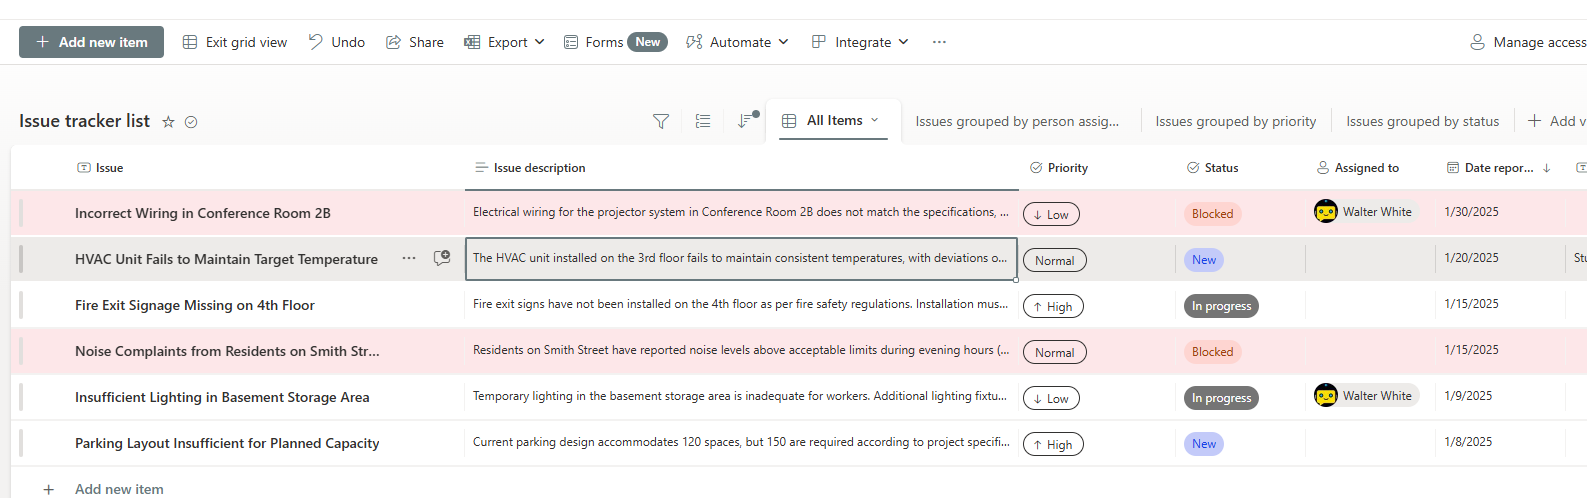 Add new item Exit grid view Undo Share Export Forms New Automate Integrate ... Manage access
Issue tracker list All Items Issues grouped by person assig... Issues grouped by priority Issues grouped by status Add v
Issue Issue description Priority Status Assigned to Date repor...
Incorrect Wiring in Conference Room 2B Electrical wiring for the projector system in Conference Room 2B does not match the specifications, ... Low Blocked Walter White 1/30/2025
HVAC Unit Fails to Maintain Target Temperature ... The HVAC unit installed on the 3rd floor fails to maintain consistent temperatures, with deviations o... Normal New 1/20/2025 Stu
Fire Exit Signage Missing on 4th Floor Fire exit signs have not been installed on the 4th floor as per fire safety regulations. Installation mus... High In progress 1/15/2025
Noise Complaints from Residents on Smith Str... Residents on Smith Street have reported noise levels above acceptable limits during evening hours (... Normal Blocked 1/15/2025
Insufficient Lighting in Basement Storage Area Temporary lighting in the basement storage area is inadequate for workers. Additional lighting fixtu... Low In progress Walter White 1/9/2025
Parking Layout Insufficient for Planned Capacity Current parking design accommodates 120 spaces, but 150 are required according to project specifi... High New 1/8/2025
Add new item